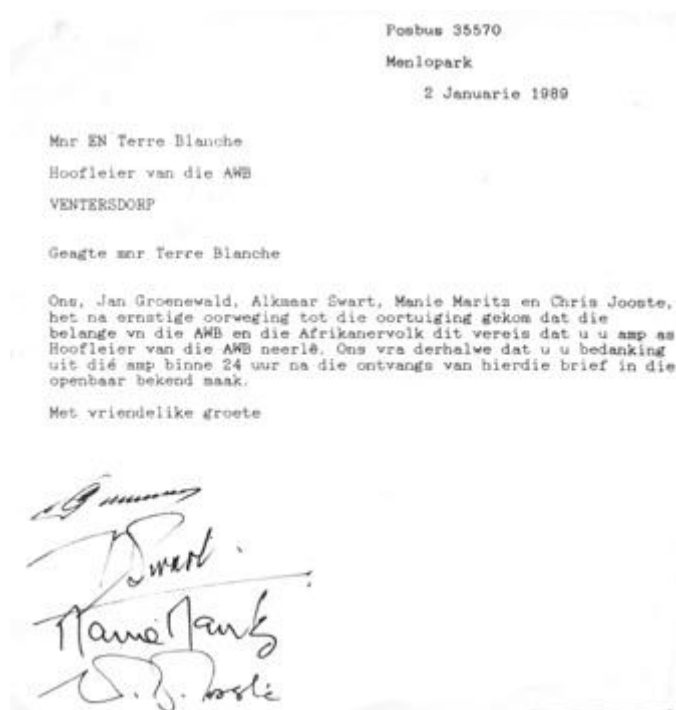 Posbus 35570
Menlopark
2 Januarie 1989
Mnr EN Terre Blanche
Hoofleier van die AWB
VENTERSDORP
Geagte mnr Terre Blanche
Ons, Jan Groenewald, Alkmaar Swart, Manie Maritz en Chris Jooste,
het na ernstige oorweging tot die oortuiging gekom dat die
belange vn die AWB en die Afrikanervolk dit vereis dat u u amp as
Hoofleier van die AWB neerlê. Ons vra derhalwe dat u u bedanking
uit dié amp binne 24 uur na die ontvangs van hierdie brief in die
openbaar bekend maak.
Met vriendelike groete
Swart
Manie Maritz